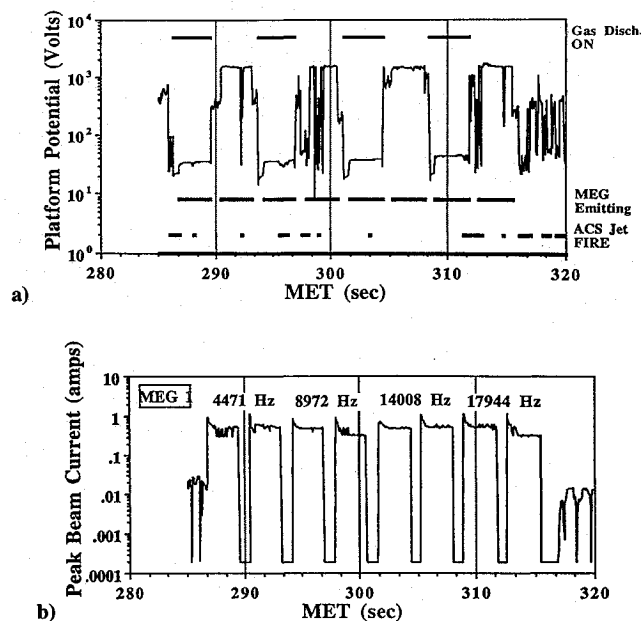 Platform Potential (Volts)
10⁵
10⁴
10³
10²
10¹
10⁰
Gas Disch.
ON
MEG
Emitting
ACS Jet
FIRE
280 290 300 310 320
MET (sec)
a)
Peak Beam Current (amps)
10
1
.1
.01
.001
.0001
MEG 1 4471 Hz 8972 Hz 14008 Hz 17944 Hz
280 290 300 310 320
MET (sec)
b)